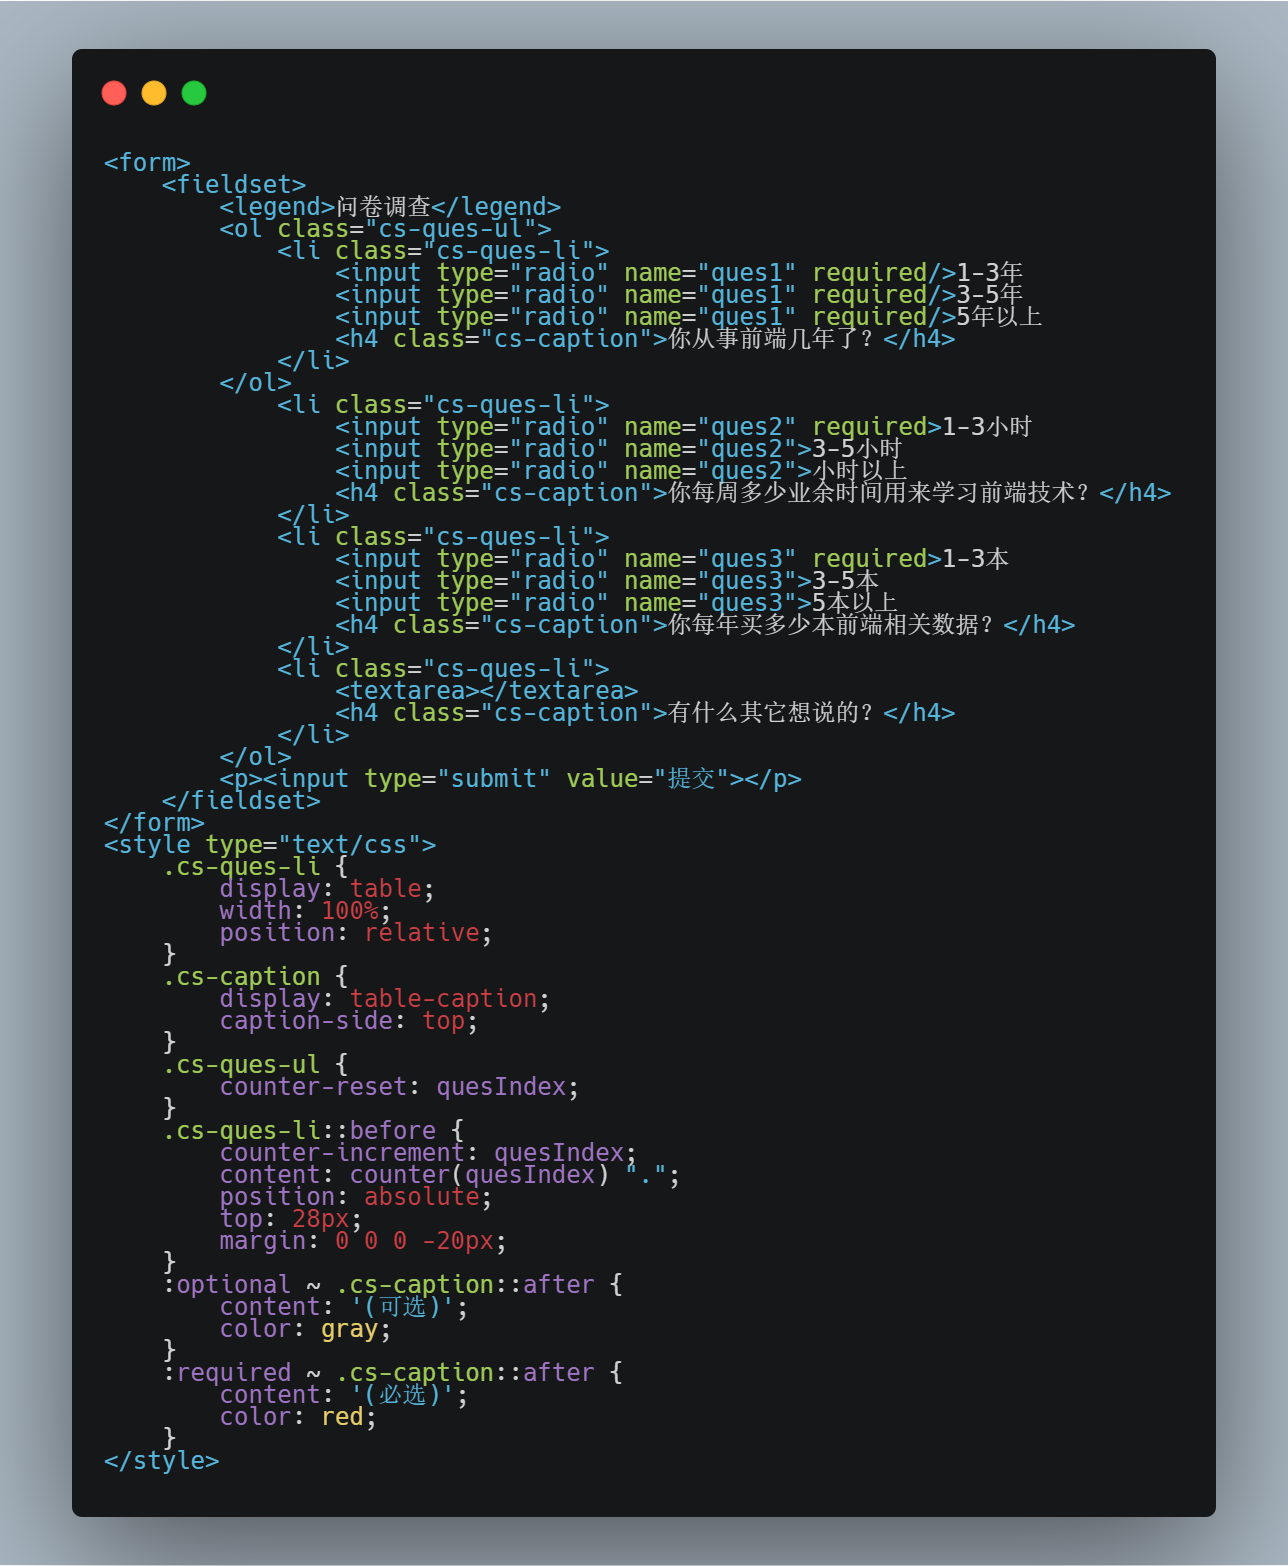 <form>
    <fieldset>
        <legend>问卷调查</legend>
        <ol class="cs-ques-ul">
            <li class="cs-ques-li">
                <input type="radio" name="ques1" required/>1-3年
                <input type="radio" name="ques1" required/>3-5年
                <input type="radio" name="ques1" required/>5年以上
                <h4 class="cs-caption">你从事前端几年了？</h4>
            </li>
        </ol>
            <li class="cs-ques-li">
                <input type="radio" name="ques2" required>1-3小时
                <input type="radio" name="ques2">3-5小时
                <input type="radio" name="ques2">小时以上
                <h4 class="cs-caption">你每周多少业余时间用来学习前端技术？</h4>
            </li>
            <li class="cs-ques-li">
                <input type="radio" name="ques3" required>1-3本
                <input type="radio" name="ques3">3-5本
                <input type="radio" name="ques3">5本以上
                <h4 class="cs-caption">你每年买多少本前端相关数据？</h4>
            </li>
            <li class="cs-ques-li">
                <textarea></textarea>
                <h4 class="cs-caption">有什么其它想说的？</h4>
            </li>
        </ol>
        <p><input type="submit" value="提交"></p>
    </fieldset>
</form>
<style type="text/css">
    .cs-ques-li {
        display: table;
        width: 100%;
        position: relative;
    }
    .cs-caption {
        display: table-caption;
        caption-side: top;
    }
    .cs-ques-ul {
        counter-reset: quesIndex;
    }
    .cs-ques-li::before {
        counter-increment: quesIndex;
        content: counter(quesIndex) ".";
        position: absolute;
        top: 28px;
        margin: 0 0 0 -20px;
    }
    :optional ~ .cs-caption::after {
        content: '(可选)';
        color: gray;
    }
    :required ~ .cs-caption::after {
        content: '(必选)';
        color: red;
    }
</style>